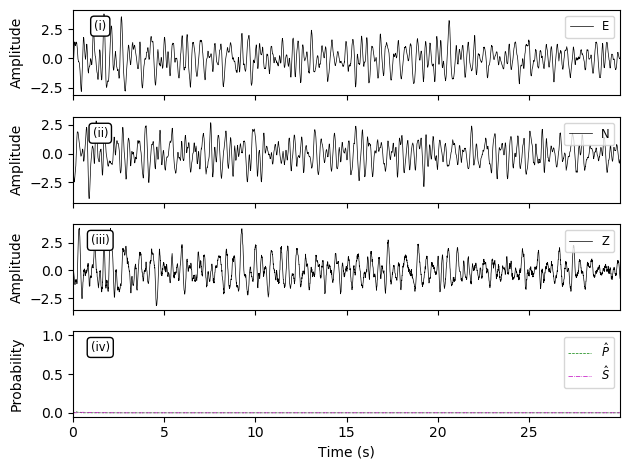 Amplitude
2.5
0.0
−2.5
(i)
E
Amplitude
2.5
0.0
−2.5
(ii)
N
Amplitude
2.5
0.0
−2.5
(iii)
Z
Probability
1.0
0.5
0.0
(iv)
P̂
Ŝ
0 5 10 15 20 25
Time (s)